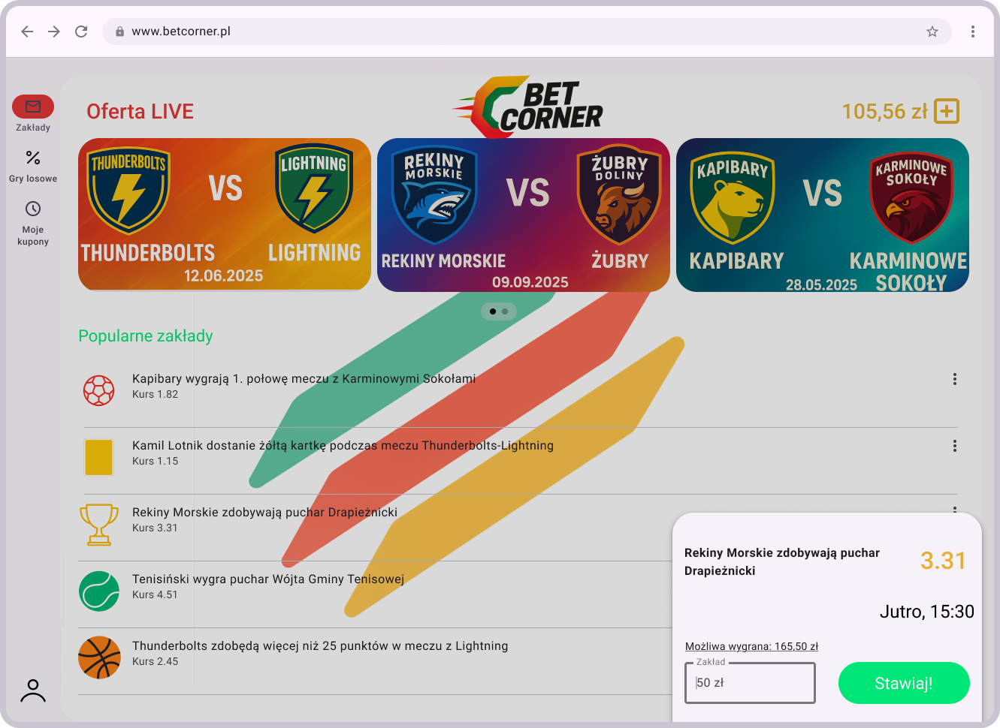 www.betcorner.pl
Zakłady
Gry losowe
Moje
kupony
Oferta LIVE
BET
CORNER
105,56 zł
THUNDERBOLTS
VS
LIGHTNING
THUNDERBOLTS
LIGHTNING
12.06.2025
REKINY
MORSKIE
VS
ŻUBRY
DOLINY
REKINY MORSKIE
ŻUBRY
09.09.2025
KAPIBARY
VS
KARMINOWE
SOKOŁY
KAPIBARY
KARMINOWE
SOKOŁY
28.05.2025
Popularne zakłady
Kapibary wygrają 1. połowę meczu z Karminowymi Sokołami
Kurs 1.82
Kamil Lotnik dostanie żółtą kartkę podczas meczu Thunderbolts-Lightning
Kurs 1.15
Rekiny Morskie zdobywają puchar Drapieżnicki
Kurs 3.31
Tenisiński wygra puchar Wójta Gminy Tenisowej
Kurs 4.51
Thunderbolts zdobędą więcej niż 25 punktów w meczu z Lightning
Kurs 2.45
Rekiny Morskie zdobywają puchar
Drapieżnicki
3.31
Jutro, 15:30
Możliwa wygrana: 165,50 zł
Zakład
50 zł
Stawiaj!